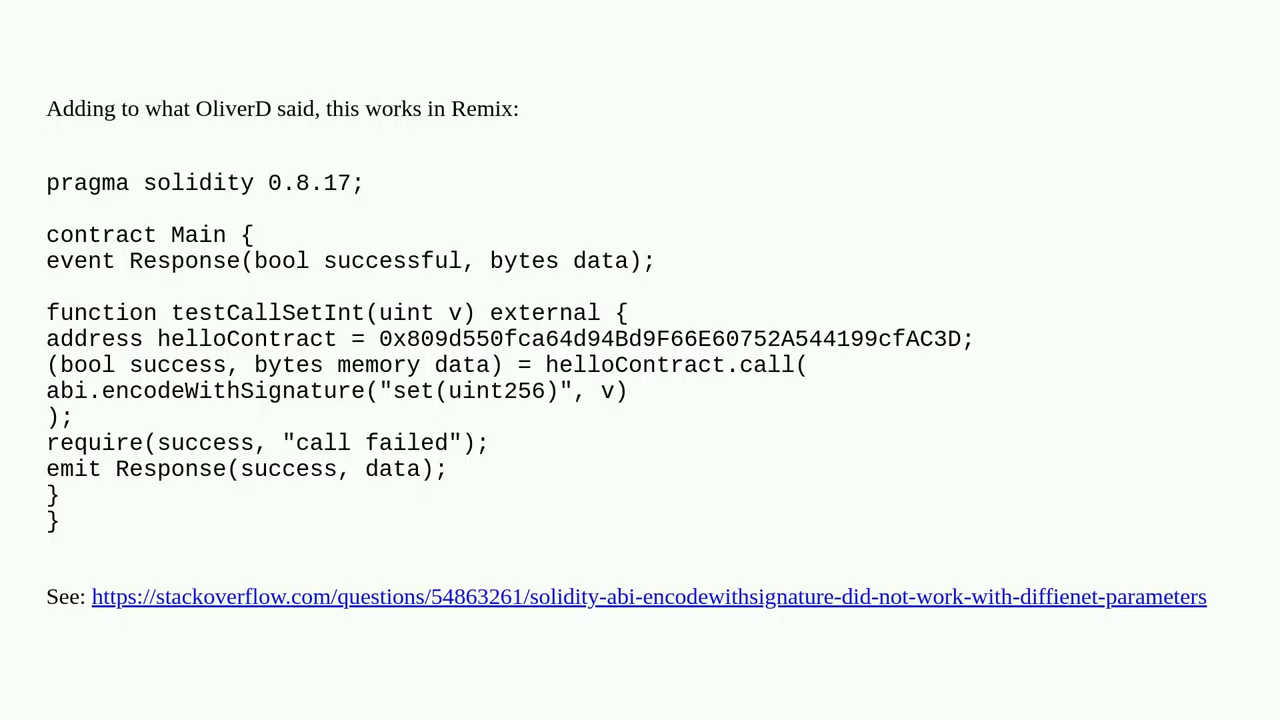 Adding to what OliverD said, this works in Remix:
pragma solidity 0.8.17;
contract Main {
event Response(bool successful, bytes data);
function testCallSetInt(uint v) external {
address helloContract = 0x809d550fca64d94Bd9F66E60752A544199cfAC3D;
(bool success, bytes memory data) = helloContract.call(
abi.encodeWithSignature("set(uint256)", v)
);
require(success, "call failed");
emit Response(success, data);
}
}
See: https://stackoverflow.com/questions/54863261/solidity-abi-encodewithsignature-did-not-work-with-diffienet-parameters